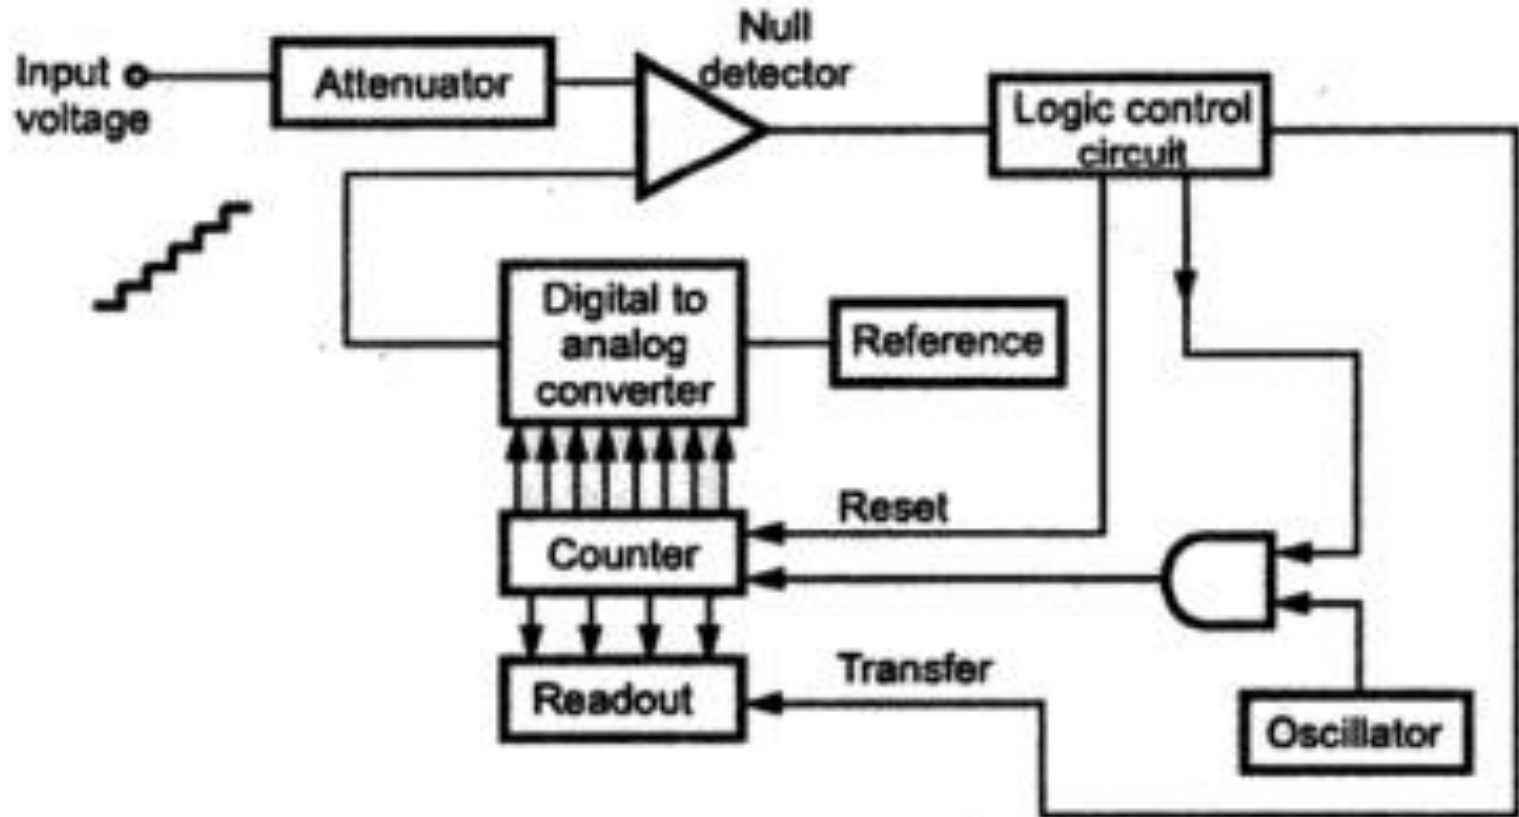 Input
voltage
Attenuator
Null
detector
Logic control
circuit
Digital to
analog
converter
Reference
Reset
Counter
Transfer
Readout
Oscillator